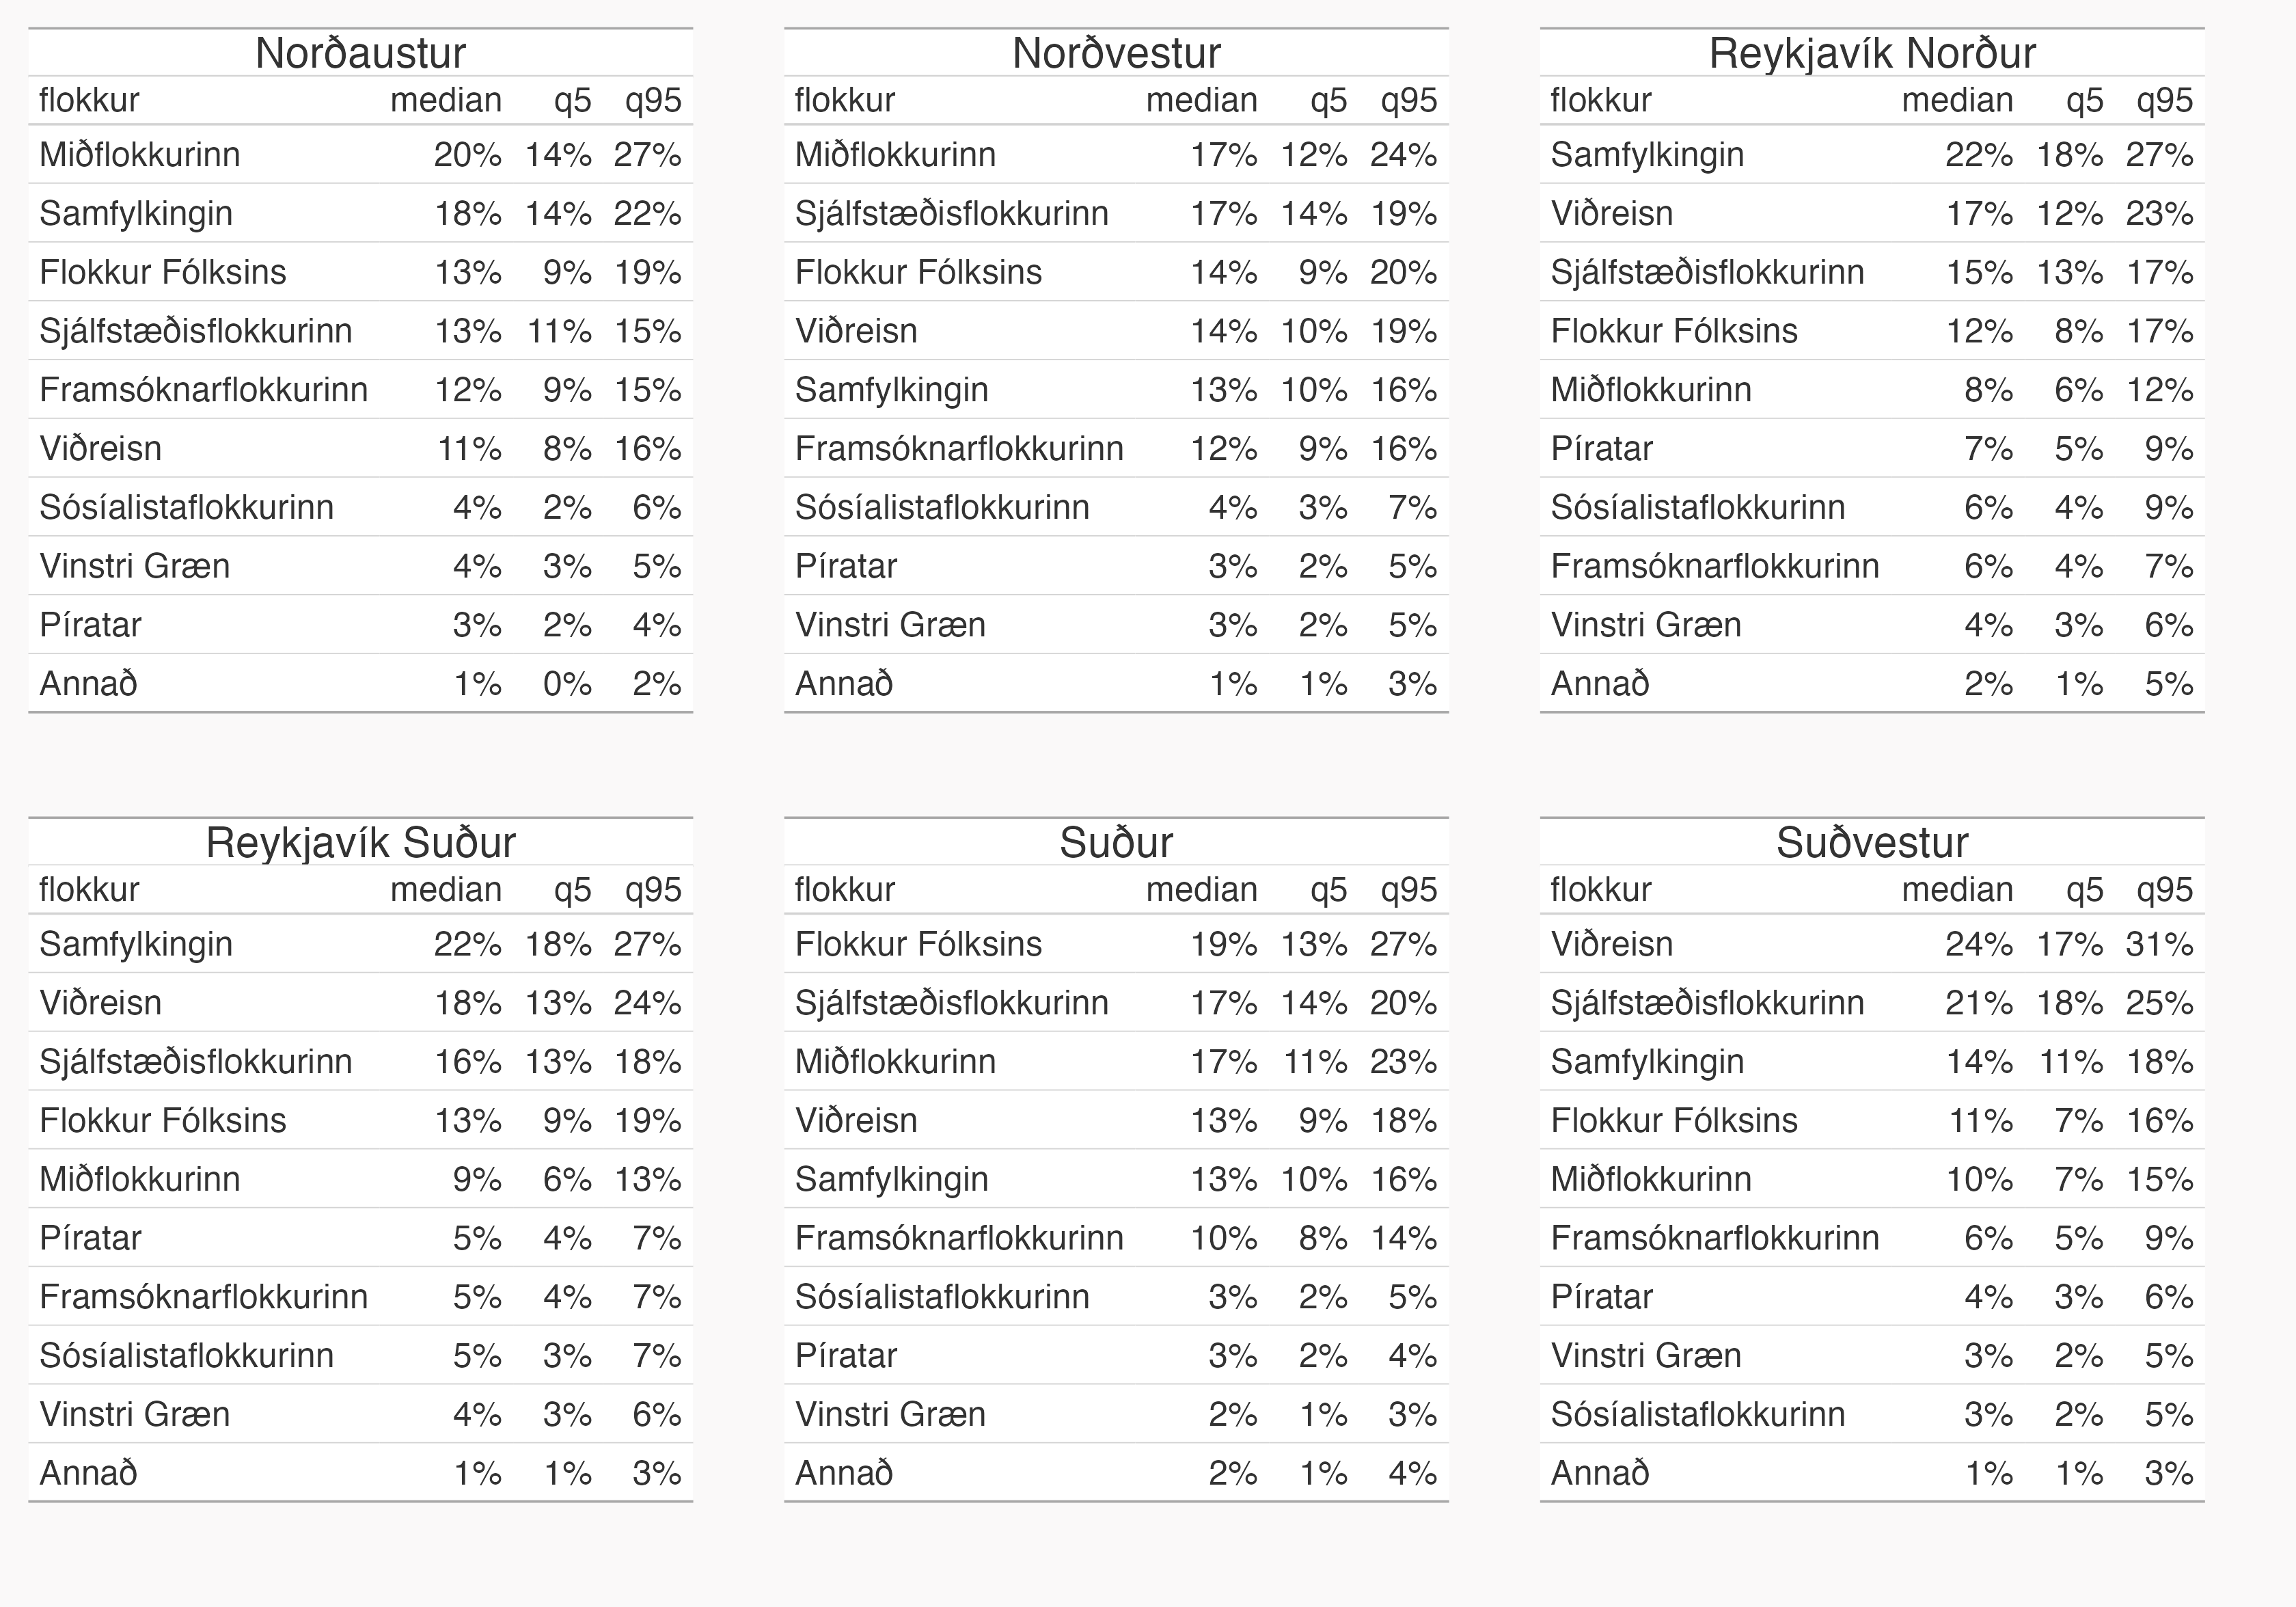 Norðaustur
flokkur median q5 q95
Miðflokkurinn 20% 14% 27%
Samfylkingin 18% 14% 22%
Flokkur Fólksins 13% 9% 19%
Sjálfstæðisflokkurinn 13% 11% 15%
Framsóknarflokkurinn 12% 9% 15%
Viðreisn 11% 8% 16%
Sósíalistaflokkurinn 4% 2% 6%
Vinstri Græn 4% 3% 5%
Píratar 3% 2% 4%
Annað 1% 0% 2%
Norðvestur
flokkur median q5 q95
Miðflokkurinn 17% 12% 24%
Sjálfstæðisflokkurinn 17% 14% 19%
Flokkur Fólksins 14% 9% 20%
Viðreisn 14% 10% 19%
Samfylkingin 13% 10% 16%
Framsóknarflokkurinn 12% 9% 16%
Sósíalistaflokkurinn 4% 3% 7%
Píratar 3% 2% 5%
Vinstri Græn 3% 2% 5%
Annað 1% 1% 3%
Reykjavík Norður
flokkur median q5 q95
Samfylkingin 22% 18% 27%
Viðreisn 17% 12% 23%
Sjálfstæðisflokkurinn 15% 13% 17%
Flokkur Fólksins 12% 8% 17%
Miðflokkurinn 8% 6% 12%
Píratar 7% 5% 9%
Sósíalistaflokkurinn 6% 4% 9%
Framsóknarflokkurinn 6% 4% 7%
Vinstri Græn 4% 3% 6%
Annað 2% 1% 5%
Reykjavík Suður
flokkur median q5 q95
Samfylkingin 22% 18% 27%
Viðreisn 18% 13% 24%
Sjálfstæðisflokkurinn 16% 13% 18%
Flokkur Fólksins 13% 9% 19%
Miðflokkurinn 9% 6% 13%
Píratar 5% 4% 7%
Framsóknarflokkurinn 5% 4% 7%
Sósíalistaflokkurinn 5% 3% 7%
Vinstri Græn 4% 3% 6%
Annað 1% 1% 3%
Suður
flokkur median q5 q95
Flokkur Fólksins 19% 13% 27%
Sjálfstæðisflokkurinn 17% 14% 20%
Miðflokkurinn 17% 11% 23%
Viðreisn 13% 9% 18%
Samfylkingin 13% 10% 16%
Framsóknarflokkurinn 10% 8% 14%
Sósíalistaflokkurinn 3% 2% 5%
Píratar 3% 2% 4%
Vinstri Græn 2% 1% 3%
Annað 2% 1% 4%
Suðvestur
flokkur median q5 q95
Viðreisn 24% 17% 31%
Sjálfstæðisflokkurinn 21% 18% 25%
Samfylkingin 14% 11% 18%
Flokkur Fólksins 11% 7% 16%
Miðflokkurinn 10% 7% 15%
Framsóknarflokkurinn 6% 5% 9%
Píratar 4% 3% 6%
Vinstri Græn 3% 2% 5%
Sósíalistaflokkurinn 3% 2% 5%
Annað 1% 1% 3%